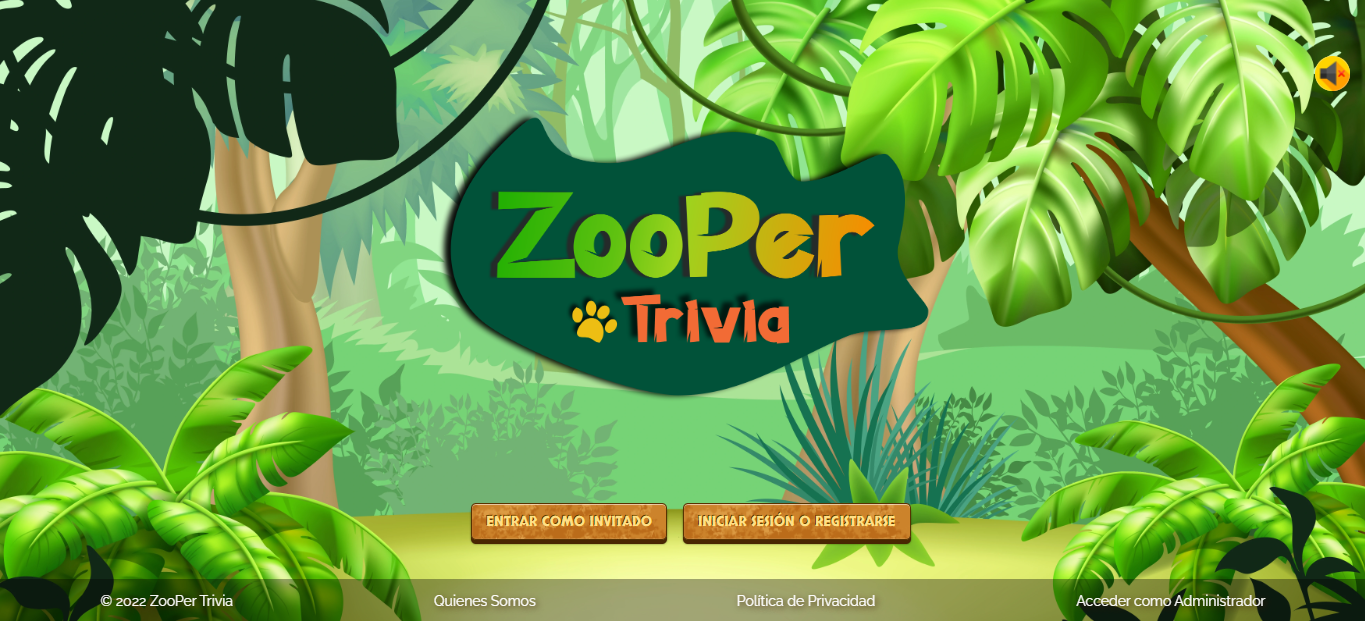 ZooPer
Trivia
ENTRAR COMO INVITADO
INICIAR SESIÓN O REGISTRARSE
© 2022 ZooPer Trivia
Quienes Somos
Política de Privacidad
Acceder como Administrador